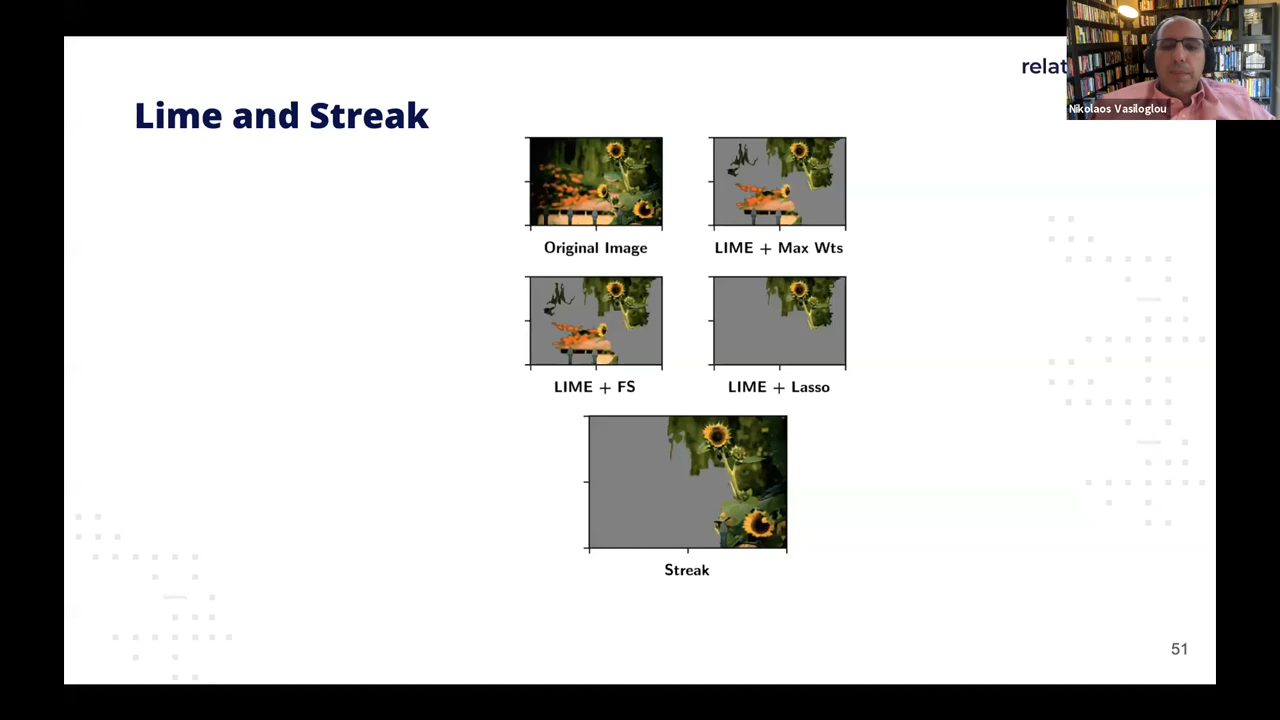 relat
Nikolaos Vasiloglou
Lime and Streak
Original Image
LIME + Max Wts
LIME + FS
LIME + Lasso
Streak
51